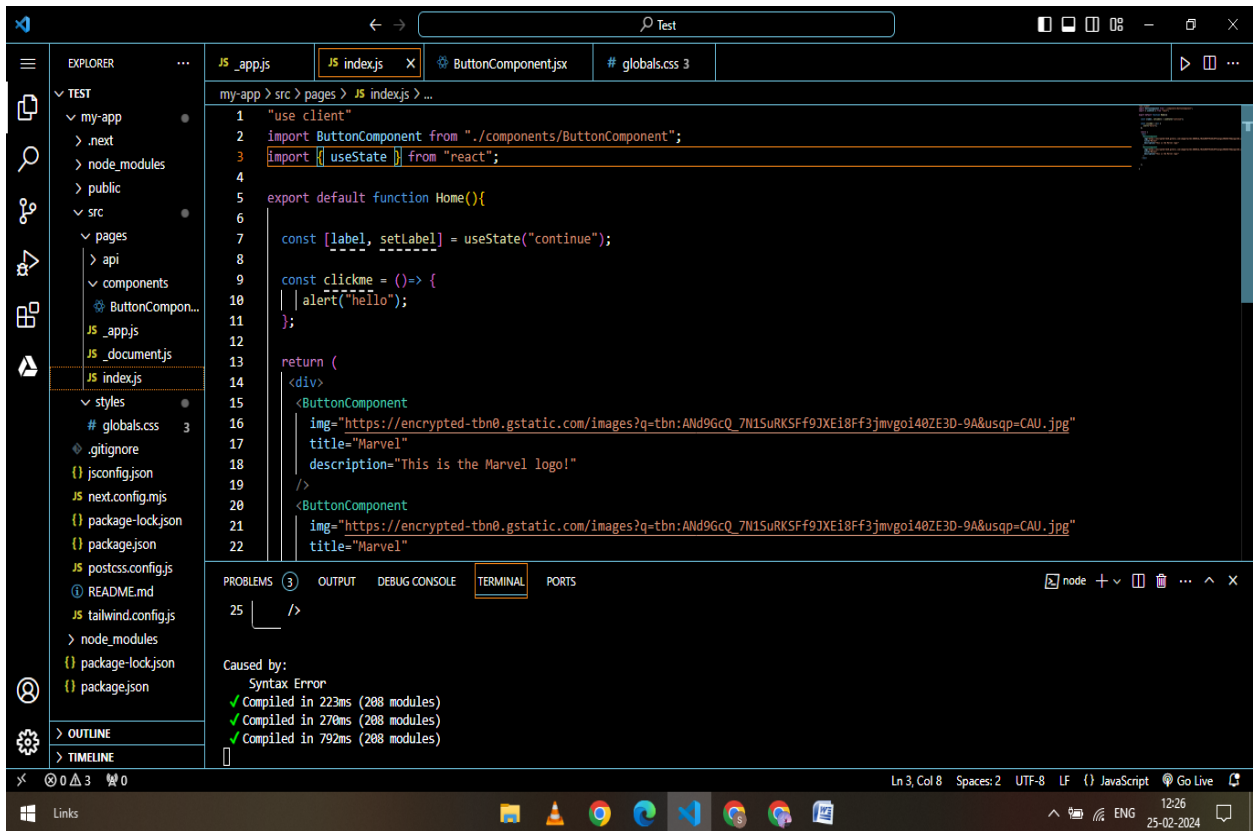 Test
EXPLORER ...
JS _app.js
JS index.js X
ButtonComponent.jsx
# globals.css 3
...
TEST
my-app > src > pages > JS index.js > ...
my-app
.next
node_modules
public
src
pages
api
components
ButtonCompon...
JS _app.js
JS _document.js
JS index.js
styles
# globals.css 3
.gitignore
{} jsconfig.json
JS next.config.mjs
{} package-lock.json
{} package.json
JS postcss.config.js
README.md
JS tailwind.config.js
node_modules
{} package-lock.json
{} package.json
OUTLINE
TIMELINE
1 "use client"
2 import ButtonComponent from "./components/ButtonComponent";
3 import { useState } from "react";
4
5 export default function Home(){
6
7 const [label, setLabel] = useState("continue");
8
9 const clickme = ()=> {
10 alert("hello");
11 };
12
13 return (
14 <div>
15 <ButtonComponent
16 img="https://encrypted-tbn0.gstatic.com/images?q=tbn:ANd9GcQ_7N1SuRKSFf9JXEi8Ff3jmvgoi40ZE3D-9A&usqp=CAU.jpg"
17 title="Marvel"
18 description="This is the Marvel logo!"
19 />
20 <ButtonComponent
21 img="https://encrypted-tbn0.gstatic.com/images?q=tbn:ANd9GcQ_7N1SuRKSFf9JXEi8Ff3jmvgoi40ZE3D-9A&usqp=CAU.jpg"
22 title="Marvel"
PROBLEMS 3 OUTPUT DEBUG CONSOLE TERMINAL PORTS
node
25 />
Caused by:
Syntax Error
✓ Compiled in 223ms (208 modules)
✓ Compiled in 270ms (208 modules)
✓ Compiled in 792ms (208 modules)
0 3 0
Ln 3, Col 8 Spaces: 2 UTF-8 LF {} JavaScript Go Live
Links
ENG
12:26
25-02-2024